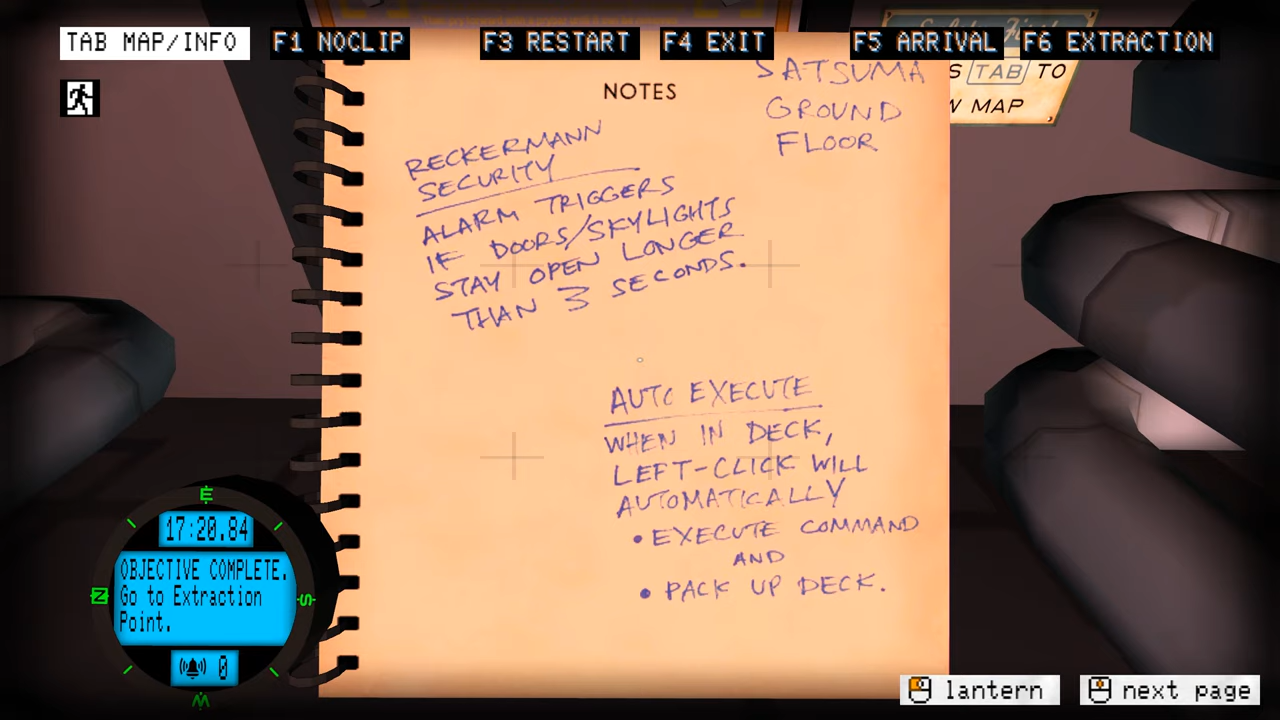 TAB MAP/INFO
F1 NOCLIP
F3 RESTART
F4 EXIT
F5 ARRIVAL
F6 EXTRACTION
Safety First
S TAB TO
W MAP
NOTES
SATSUMA
GROUND
FLOOR
RECKERMANN
SECURITY
ALARM TRIGGERS
IF DOORS/SKYLIGHTS
STAY OPEN LONGER
THAN 3 SECONDS.
AUTO EXECUTE
WHEN IN DECK,
LEFT-CLICK WILL
AUTOMATICALLY
• EXECUTE COMMAND
AND
• PACK UP DECK.
E
N
S
W
17:20.84
OBJECTIVE COMPLETE.
Go to Extraction
Point.
0
lantern
next page